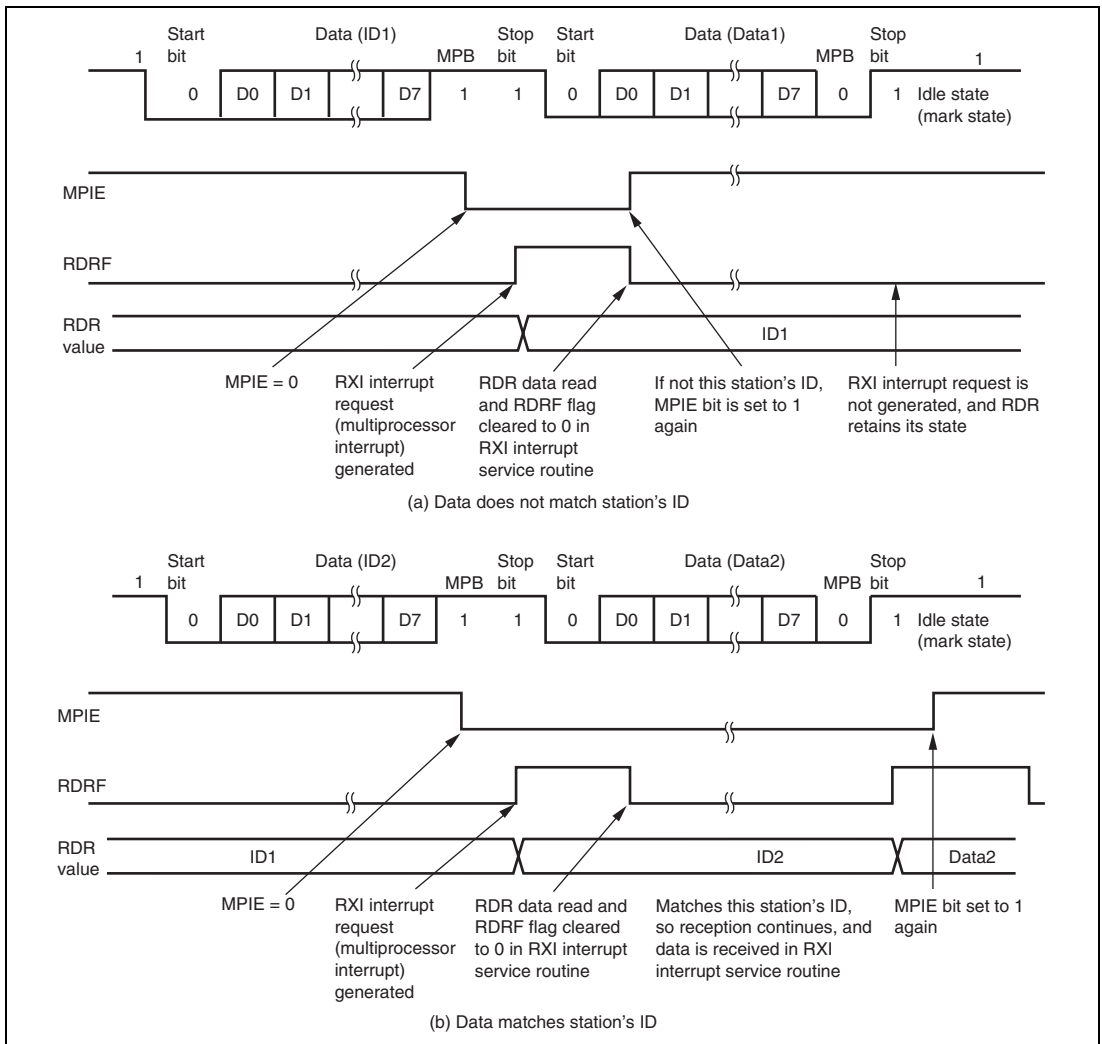 Start bit Data (ID1) MPB Stop bit Start bit Data (Data1) MPB Stop bit
1 0 D0 D1 D7 1 1 0 D0 D1 D7 0 1 1
Idle state (mark state)
MPIE
RDRF
RDR value
ID1
MPIE = 0
RXI interrupt
request
(multiprocessor
interrupt)
generated
RDR data read
and RDRF flag
cleared to 0 in
RXI interrupt
service routine
If not this station's ID,
MPIE bit is set to 1
again
RXI interrupt request is
not generated, and RDR
retains its state
(a) Data does not match station's ID
Start bit Data (ID2) MPB Stop bit Start bit Data (Data2) MPB Stop bit
1 0 D0 D1 D7 1 1 0 D0 D1 D7 0 1 1
Idle state (mark state)
MPIE
RDRF
RDR value
ID1 ID2 Data2
MPIE = 0
RXI interrupt
request
(multiprocessor
interrupt)
generated
RDR data read and
RDRF flag cleared
to 0 in RXI interrupt
service routine
Matches this station's ID,
so reception continues, and
data is received in RXI
interrupt service routine
MPIE bit set to 1
again
(b) Data matches station's ID